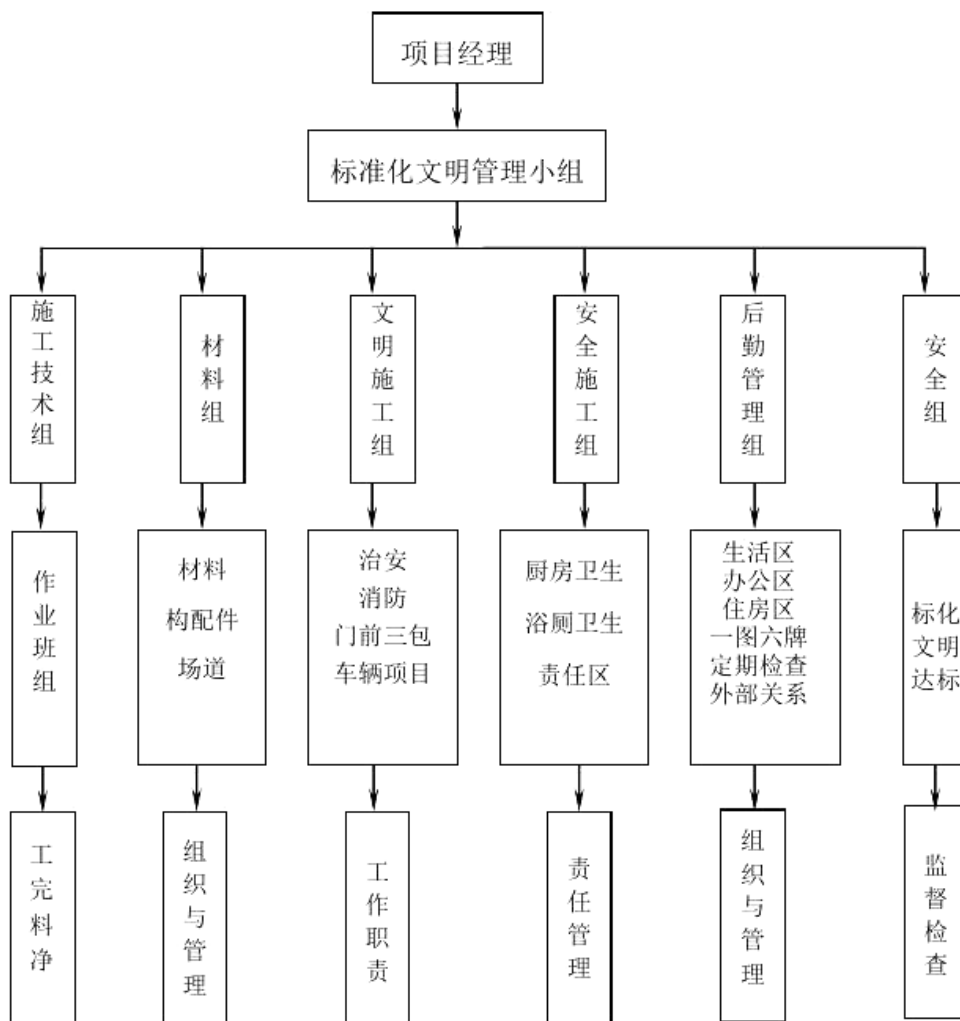 项目经理
标准化文明管理小组
施工技术组
材料组
文明施工组
安全施工组
后勤管理组
安全组
作业班组
材料
构配件
场道
治安
消防
门前三包
车辆项目
厨房卫生
浴厕卫生
责任区
生活区
办公区
住房区
一图六牌
定期检查
外部关系
标化
文明
达标
工完料净
组织与管理
工作职责
责任管理
组织与管理
监督检查